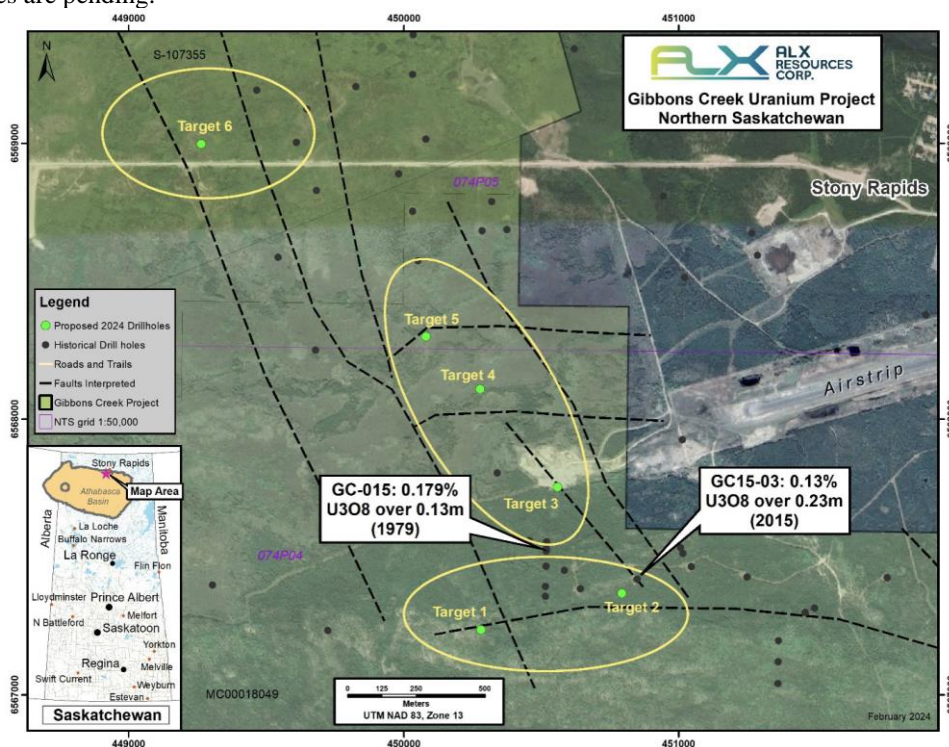 es are pending.
449000
450000
451000
N
S-107355
ALX
ALX
RESOURCES
CORP.
Gibbons Creek Uranium Project
Northern Saskatchewan
Target 6
6569000
074P05
Stony Rapids
Legend
Proposed 2024 Drillholes
Historical Drill holes
Roads and Trails
Faults Interpreted
Gibbons Creek Project
NTS grid 1:50,000
Target 5
Target 4
Airstrip
6568000
Target 3
GC-015: 0.179%
U3O8 over 0.13m
(1979)
GC15-03: 0.13%
U3O8 over 0.23m
(2015)
074P04
Target 1
Target 2
Stony Rapids
Map Area
Athabasca
Basin
Alberta
Manitoba
La Loche
Buffalo Narrows
La Ronge
Flin Flon
Prince Albert
Lloydminster
Melfort
N Battleford
Saskatoon
Yorkton
Regina
Melville
Swift Current
Weyburn
Estevan
Saskatchewan
6567000
MC00018049
0 125 250 500
Meters
UTM NAD 83, Zone 13
February 2024
449000
450000
451000